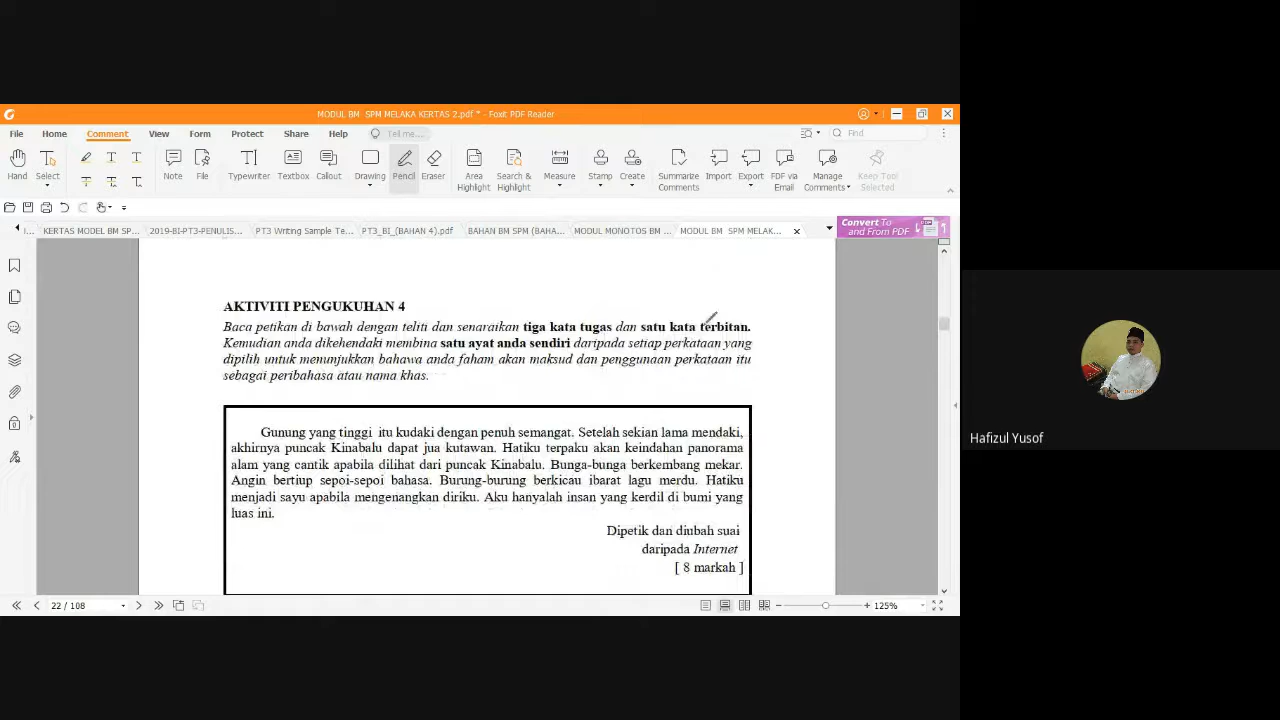 MODUL BM SPM MELAKA KERTAS 2.pdf * - Foxit PDF Reader
File Home Comment View Form Protect Share Help Tell me... Find
Hand Select Note File Typewriter Textbox Callout Drawing Pencil Eraser Area Highlight Search & Highlight Measure Stamp Create Summarize Comments Import Export PDF via Email Manage Comments Keep Tool Selected
KERTAS MODEL BM SP... 2019-BI-PT3-PENULIS... PT3 Writing Sample Te... PT3_BI_(BAHAN 4).pdf BAHAN BM SPM (BAHA... MODUL MONOTOS BM ... MODUL BM SPM MELAK... Convert To and From PDF
AKTIVITI PENGUKUHAN 4
Baca petikan di bawah dengan teliti dan senaraikan tiga kata tugas dan satu kata terbitan.
Kemudian anda dikehendaki membina satu ayat anda sendiri daripada setiap perkataan yang
dipilih untuk menunjukkan bahawa anda faham akan maksud dan penggunaan perkataan itu
sebagai peribahasa atau nama khas.
Gunung yang tinggi itu kudaki dengan penuh semangat. Setelah sekian lama mendaki,
akhirnya puncak Kinabalu dapat jua kutawan. Hatiku terpaku akan keindahan panorama
alam yang cantik apabila dilihat dari puncak Kinabalu. Bunga-bunga berkembang mekar.
Angin bertiup sepoi-sepoi bahasa. Burung-burung berkicau ibarat lagu merdu. Hatiku
menjadi sayu apabila mengenangkan diriku. Aku hanyalah insan yang kerdil di bumi yang
luas ini.
Dipetik dan diubah suai
daripada Internet
[ 8 markah ]
22 / 108
125%
Hafizul Yusof